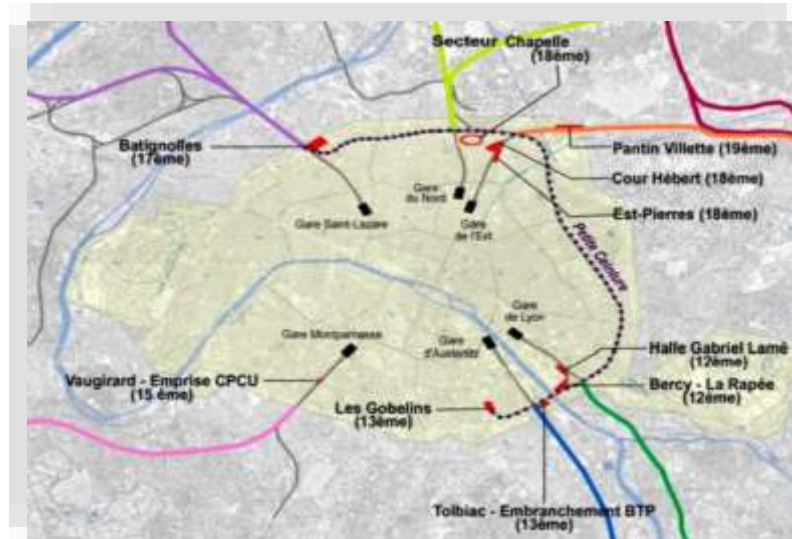 Secteur Chapelle
(18ème)
Batignolles
(17ème)
Pantin Villette (19ème)
Cour Hébert (18ème)
Est-Pierres (18ème)
Gare
du Nord
Gare Saint-Lazare
Gare
de l'Est
Petite Ceinture
Gare
de Lyon
Gare Montparnasse
Gare
d'Austerlitz
Halle Gabriel Lamé
(12ème)
Vaugirard - Emprise CPCU
(15 ème)
Bercy - La Rapée
(12ème)
Les Gobelins
(13ème)
Tolbiac - Embranchement BTP
(13ème)